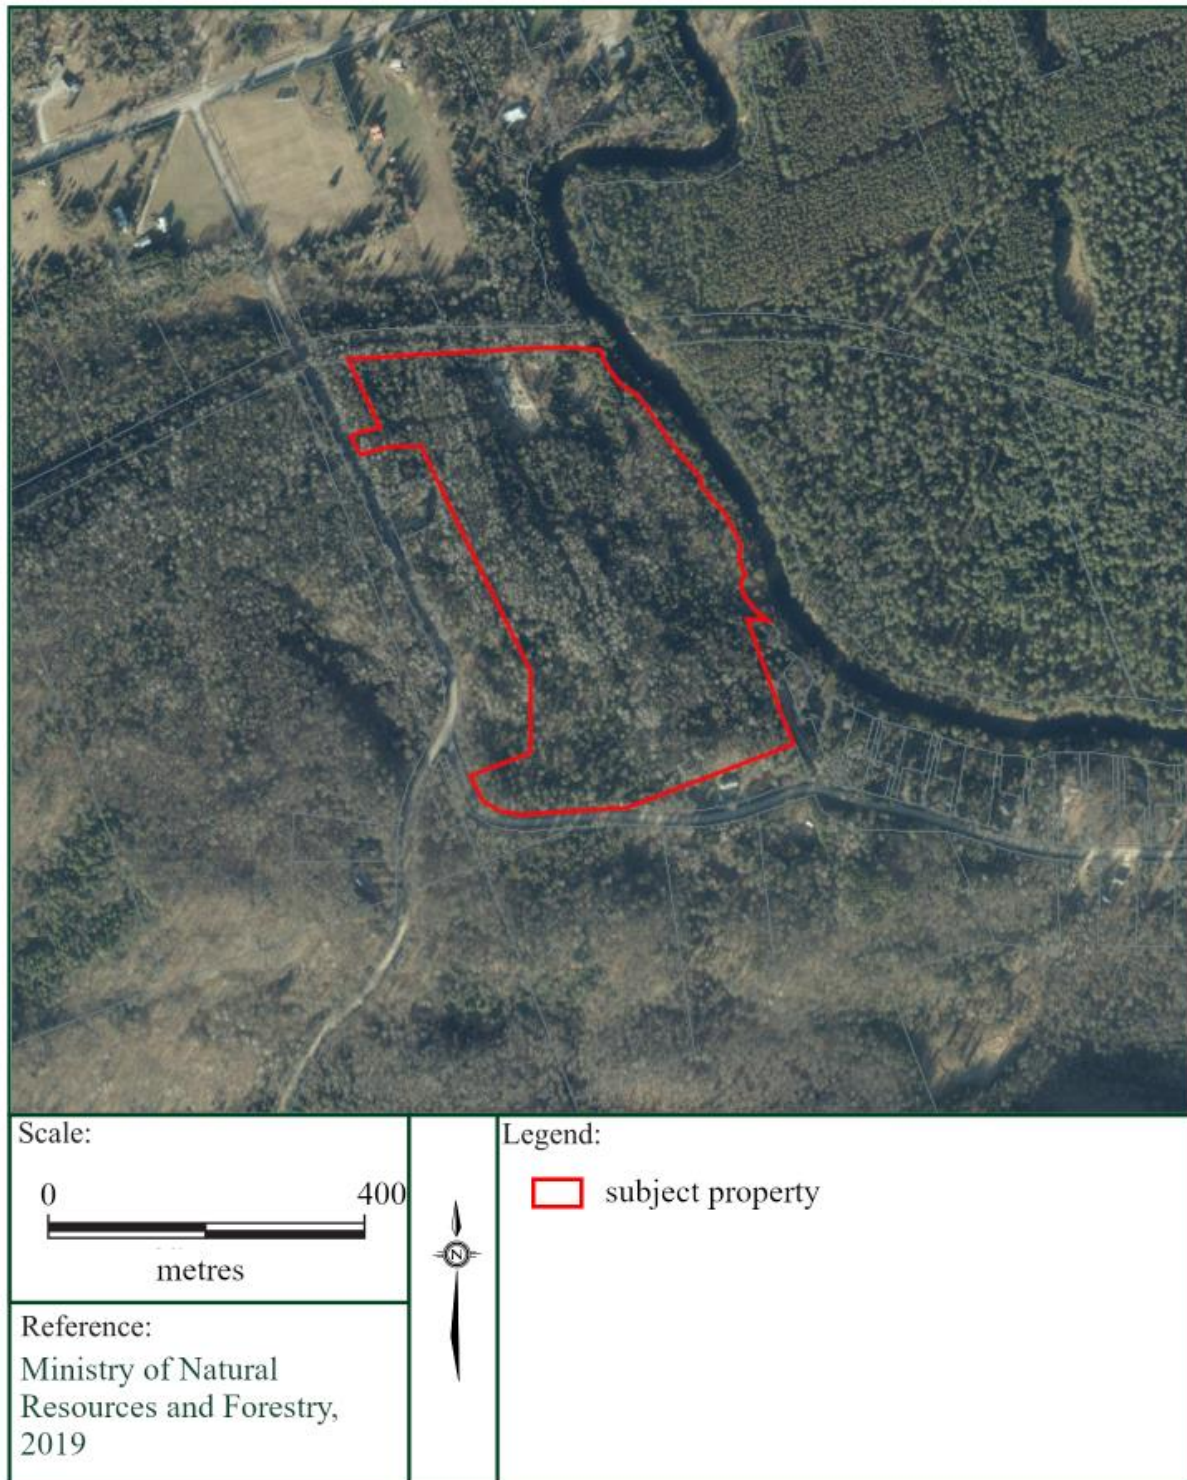 Scale:
0 400
metres
N
Legend:
subject property
Reference:
Ministry of Natural
Resources and Forestry,
2019